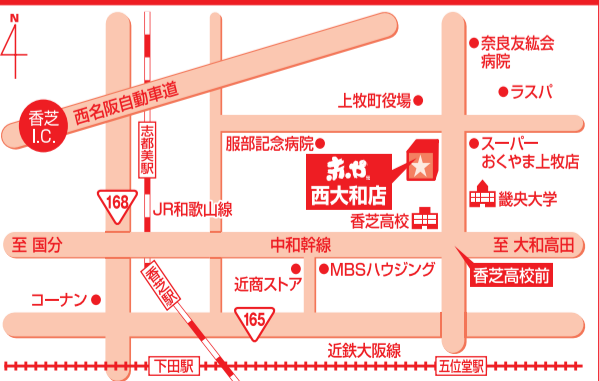 N
奈良友紘会
病院
ラスパ
西名阪自動車道
香芝
I.C.
上牧町役場
志都美駅
服部記念病院
スーパー
おくやま上牧店
西大和店
畿央大学
168
JR和歌山線
香芝高校
至 国分
中和幹線
至 大和高田
香芝駅
近商ストア
MBSハウジング
香芝高校前
コーナン
165
近鉄大阪線
下田駅
五位堂駅